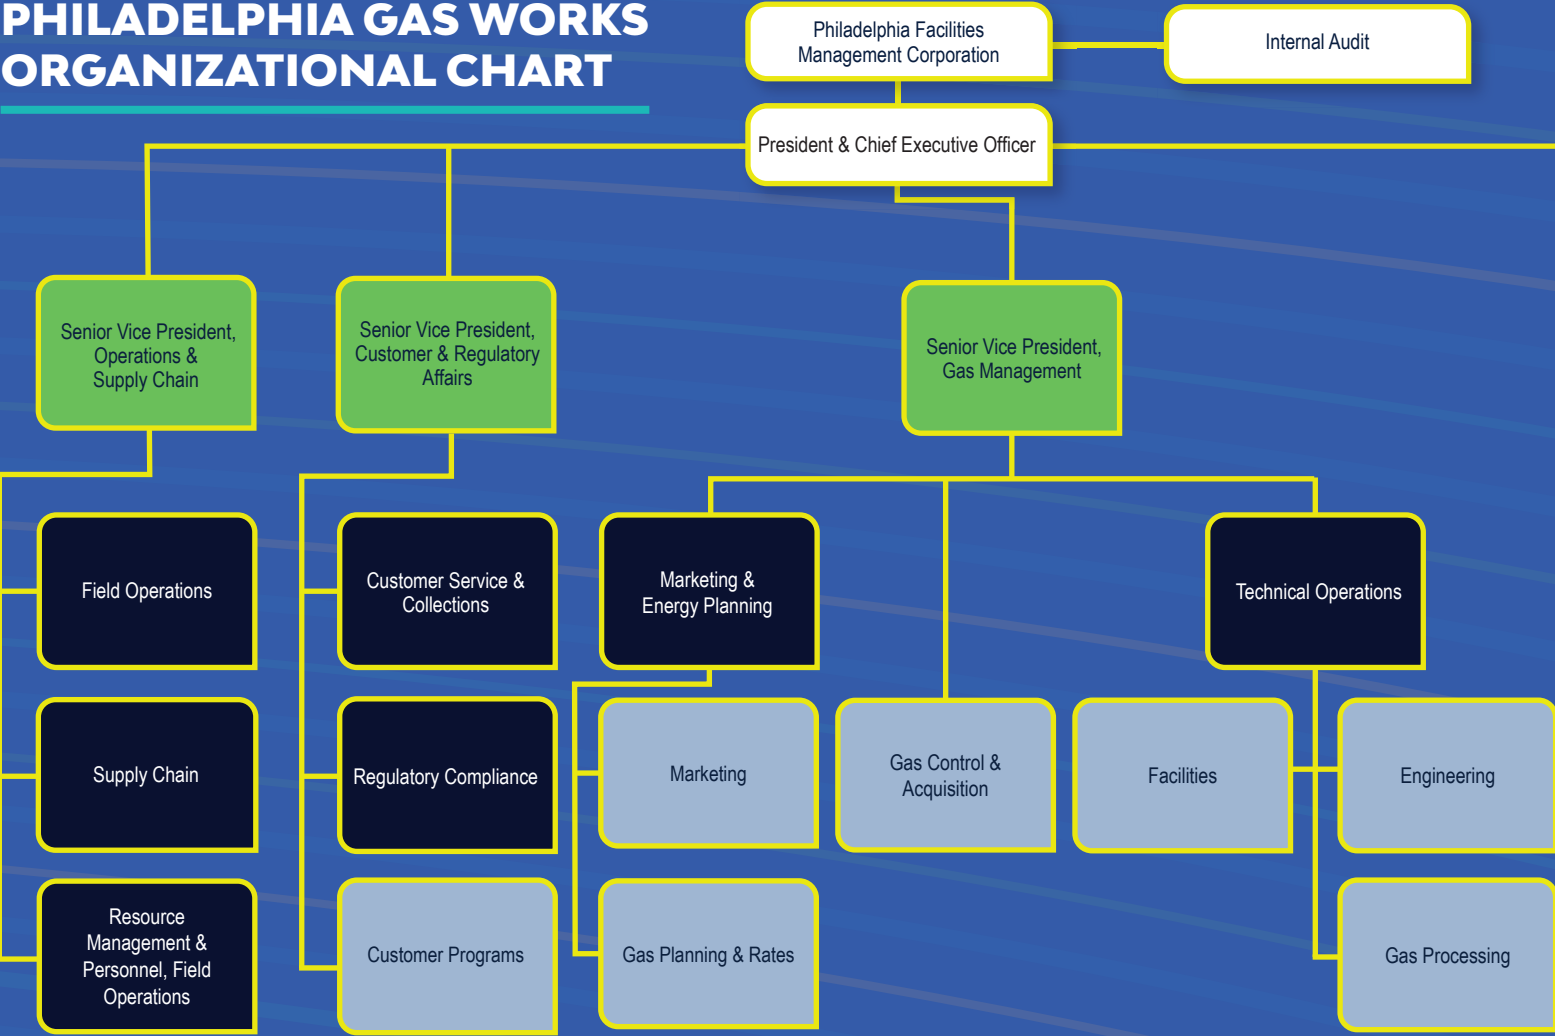 PHILADELPHIA GAS WORKS
ORGANIZATIONAL CHART
Philadelphia Facilities
Management Corporation
Internal Audit
President & Chief Executive Officer
Senior Vice President,
Operations &
Supply Chain
Senior Vice President,
Customer & Regulatory
Affairs
Senior Vice President,
Gas Management
Field Operations
Customer Service &
Collections
Marketing &
Energy Planning
Technical Operations
Supply Chain
Regulatory Compliance
Marketing
Gas Control &
Acquisition
Facilities
Engineering
Resource
Management &
Personnel, Field
Operations
Customer Programs
Gas Planning & Rates
Gas Processing